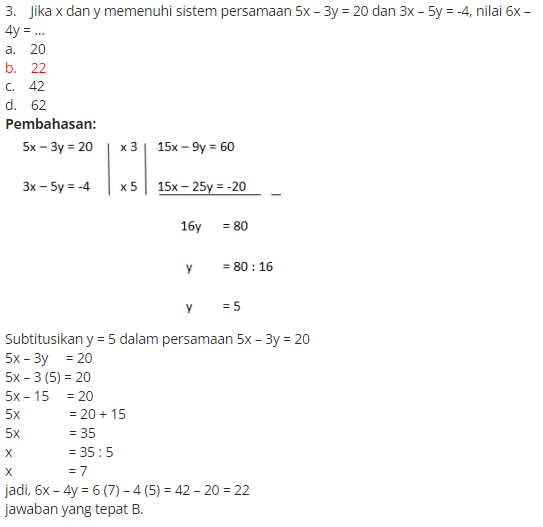 3. Jika x dan y memenuhi sistem persamaan 5x – 3y = 20 dan 3x – 5y = -4, nilai 6x –
4y = ...
a. 20
b. 22
c. 42
d. 62
Pembahasan:
5x – 3y = 20 | x 3 | 15x – 9y = 60
3x – 5y = -4 | x 5 | 15x – 25y = -20 –
16y = 80
y = 80 : 16
y = 5
Subtitusikan y = 5 dalam persamaan 5x – 3y = 20
5x – 3y = 20
5x – 3 (5) = 20
5x – 15 = 20
5x = 20 + 15
5x = 35
x = 35 : 5
x = 7
jadi, 6x – 4y = 6 (7) – 4 (5) = 42 – 20 = 22
jawaban yang tepat B.